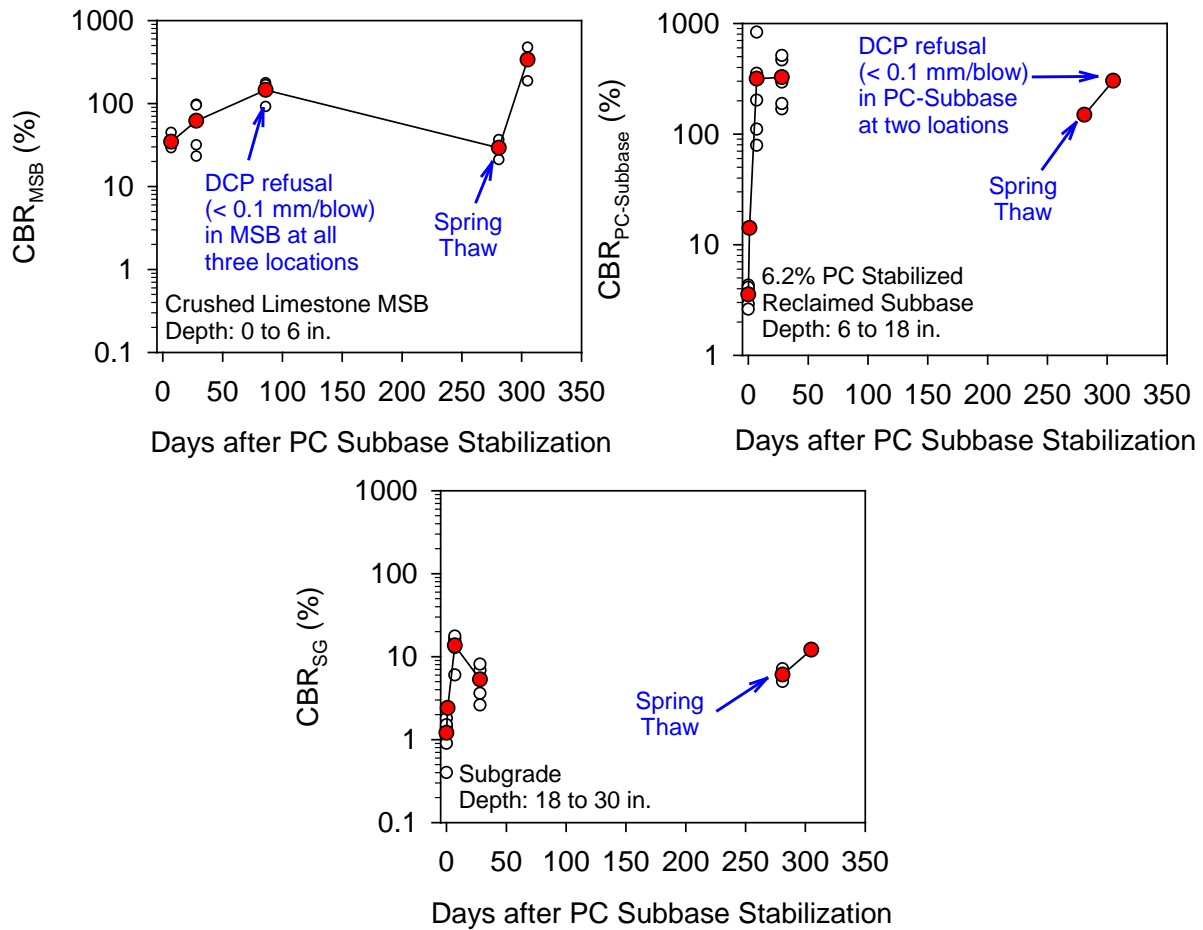 1000
100
10
1
0.1
CBR_MSB (%)
DCP refusal
(< 0.1 mm/blow)
in MSB at all
three locations
Spring
Thaw
Crushed Limestone MSB
Depth: 0 to 6 in.
0 50 100 150 200 250 300 350
Days after PC Subbase Stabilization
1000
100
10
1
CBR_PC-Subbase (%)
DCP refusal
(< 0.1 mm/blow)
in PC-Subbase
at two loations
Spring
Thaw
6.2% PC Stabilized
Reclaimed Subbase
Depth: 6 to 18 in.
0 50 100 150 200 250 300 350
Days after PC Subbase Stabilization
1000
100
10
1
0.1
CBR_SG (%)
Spring
Thaw
Subgrade
Depth: 18 to 30 in.
0 50 100 150 200 250 300 350
Days after PC Subbase Stabilization